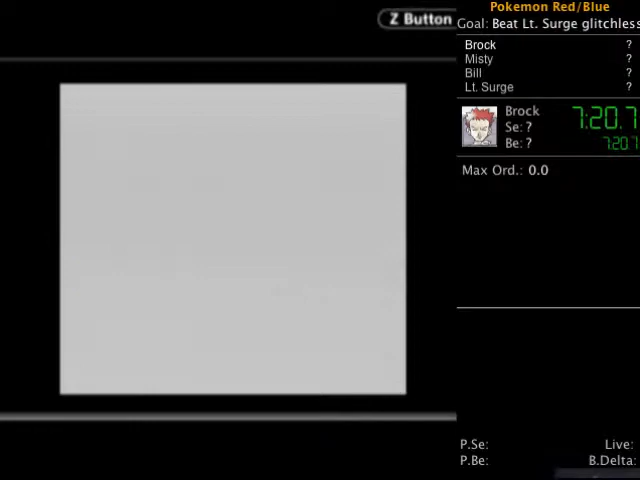 Z Button
Pokemon Red/Blue
Goal: Beat Lt. Surge glitchless
Brock ?
Misty ?
Bill ?
Lt. Surge ?
Brock 7:20.7
Se: ?
Be: ? 7:20.7
Max Ord.: 0.0
P.Se: Live:
P.Be: B.Delta: